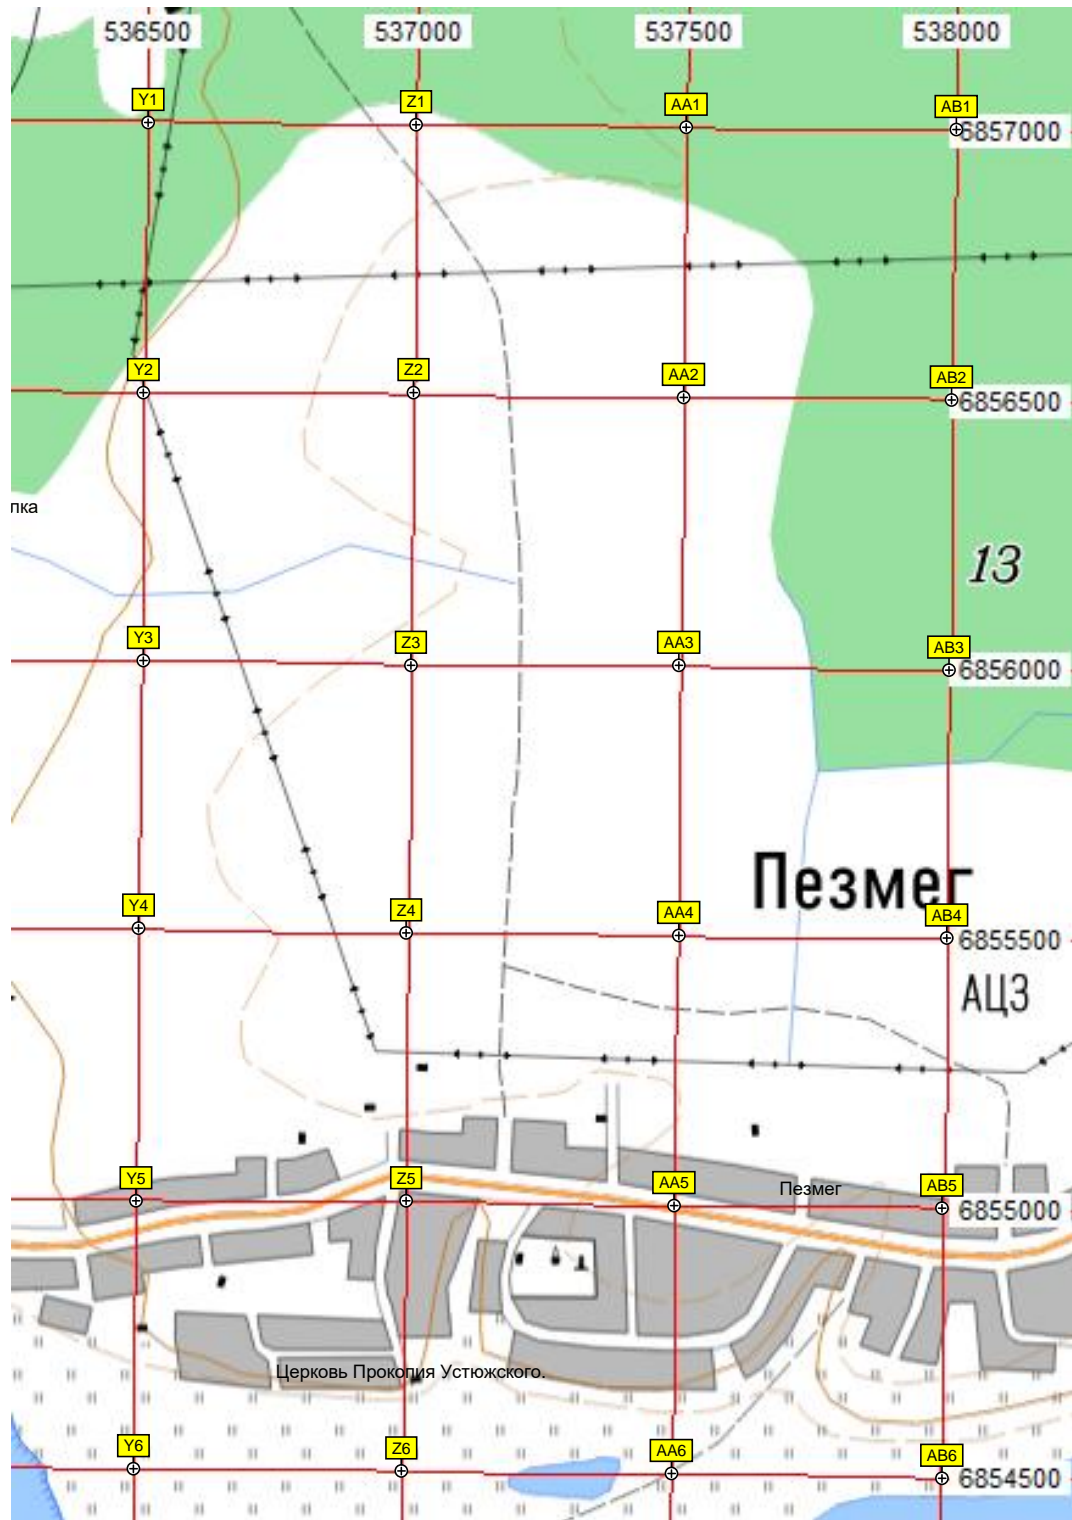 536500 537000 537500 538000
Y1 Z1 AA1 AB1
6857000
Y2 Z2 AA2 AB2
6856500
пка
13
Y3 Z3 AA3 AB3
6856000
Пезмег
Y4 Z4 AA4 AB4
6855500
АЦЗ
Y5 Z5 AA5 Пезмег AB5
6855000
Церковь Прокопия Устюжского.
Y6 Z6 AA6 AB6
6854500